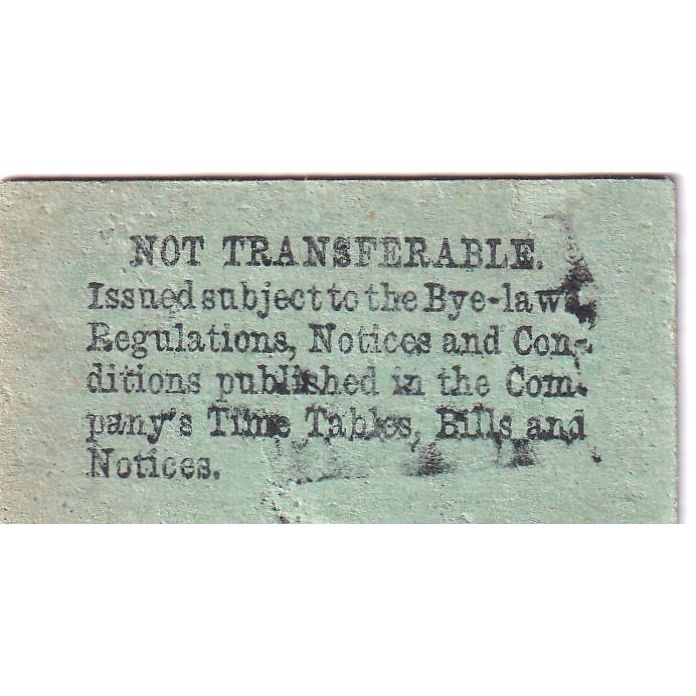 NOT TRANSFERABLE.
Issued subject to the Bye-laws,
Regulations, Notices and Con-
ditions published in the Com-
pany's Time Tables, Bills and
Notices.